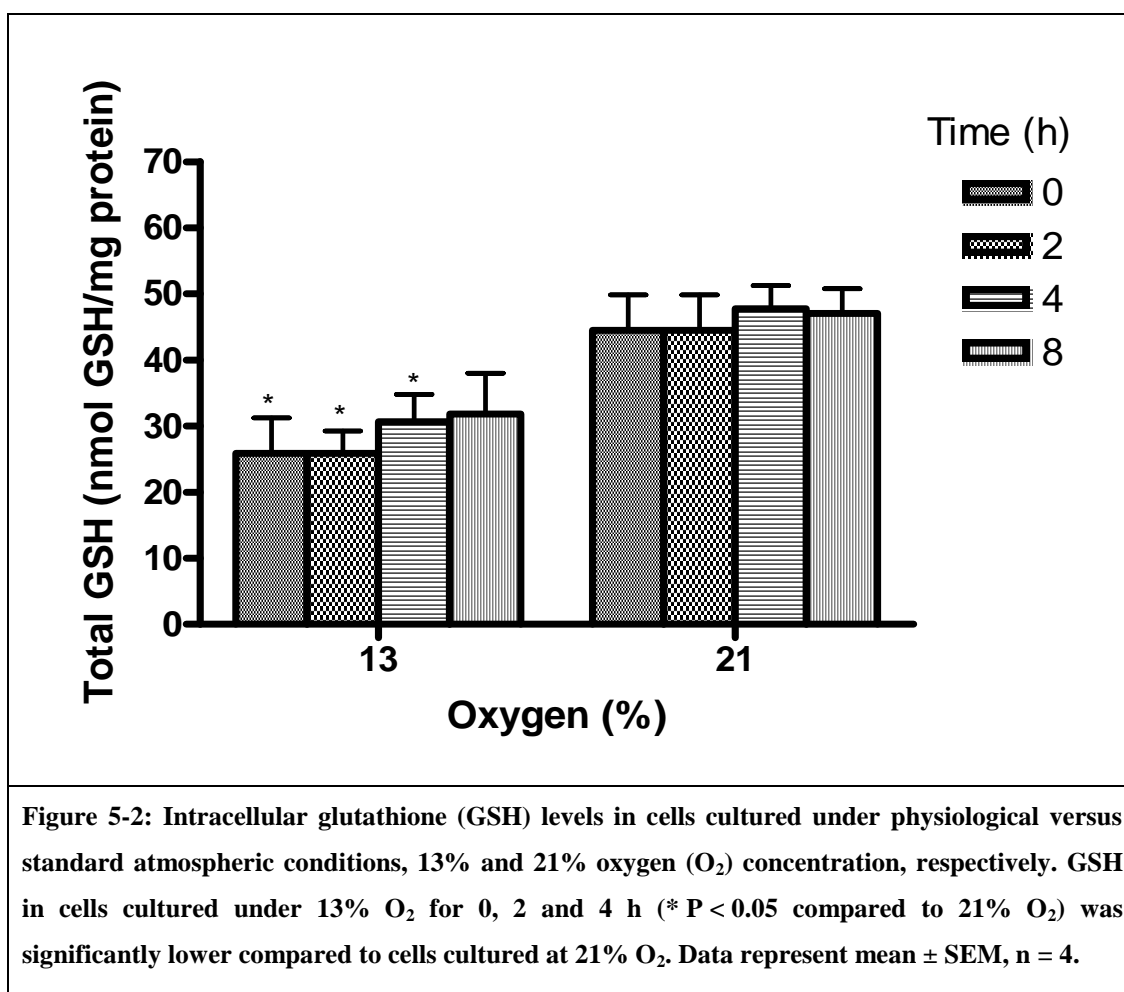 Total GSH (nmol GSH/mg protein)
70
60
50
40
30
20
10
0
*
*
*
13
21
Oxygen (%)
Time (h)
0
2
4
8
Figure 5-2: Intracellular glutathione (GSH) levels in cells cultured under physiological versus
standard atmospheric conditions, 13% and 21% oxygen (O₂) concentration, respectively. GSH
in cells cultured under 13% O₂ for 0, 2 and 4 h (* P < 0.05 compared to 21% O₂) was
significantly lower compared to cells cultured at 21% O₂. Data represent mean ± SEM, n = 4.